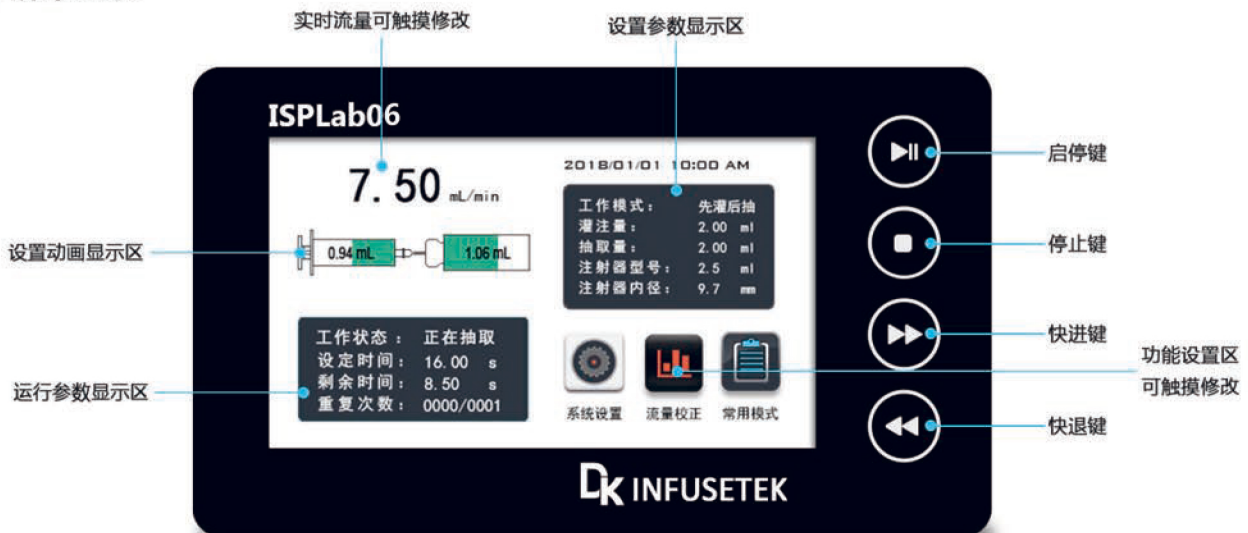 实时流量可触摸修改
设置参数显示区
ISPLab06
7.50 mL/min
2018/01/01 10:00 AM
工作模式： 先灌后抽
灌注量： 2.00 ml
抽取量： 2.00 ml
注射器型号： 2.5 ml
注射器内径： 9.7 mm
设置动画显示区
0.94 mL
1.06 mL
工作状态： 正在抽取
设定时间： 16.00 s
剩余时间： 8.50 s
重复次数： 0000/0001
运行参数显示区
系统设置
流量校正
常用模式
启停键
停止键
快进键
功能设置区
可触摸修改
快退键
DK INFUSETEK